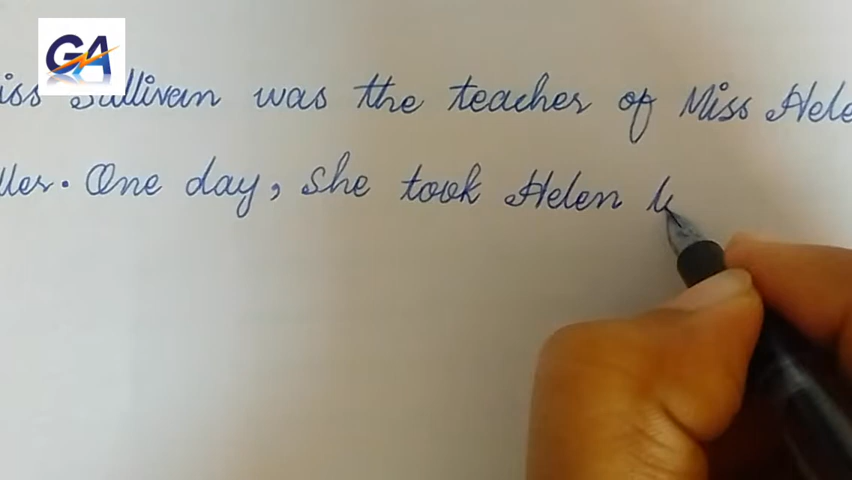 GA
iss Sullivan was the teacher of Miss Hele
ller. One day, she took Helen